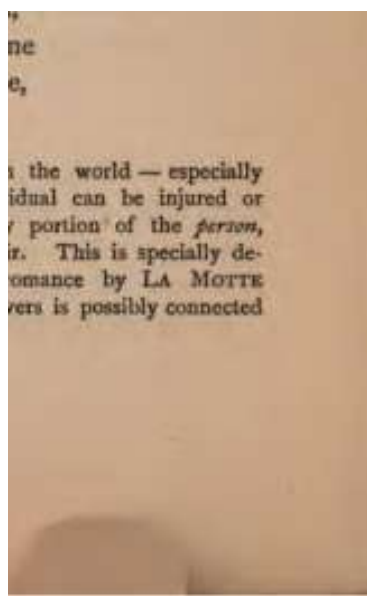 ne
e,
the world — especially
idual can be injured or
portion of the person,
ir. This is specially de-
omance by LA MOTTE
vers is possibly connected